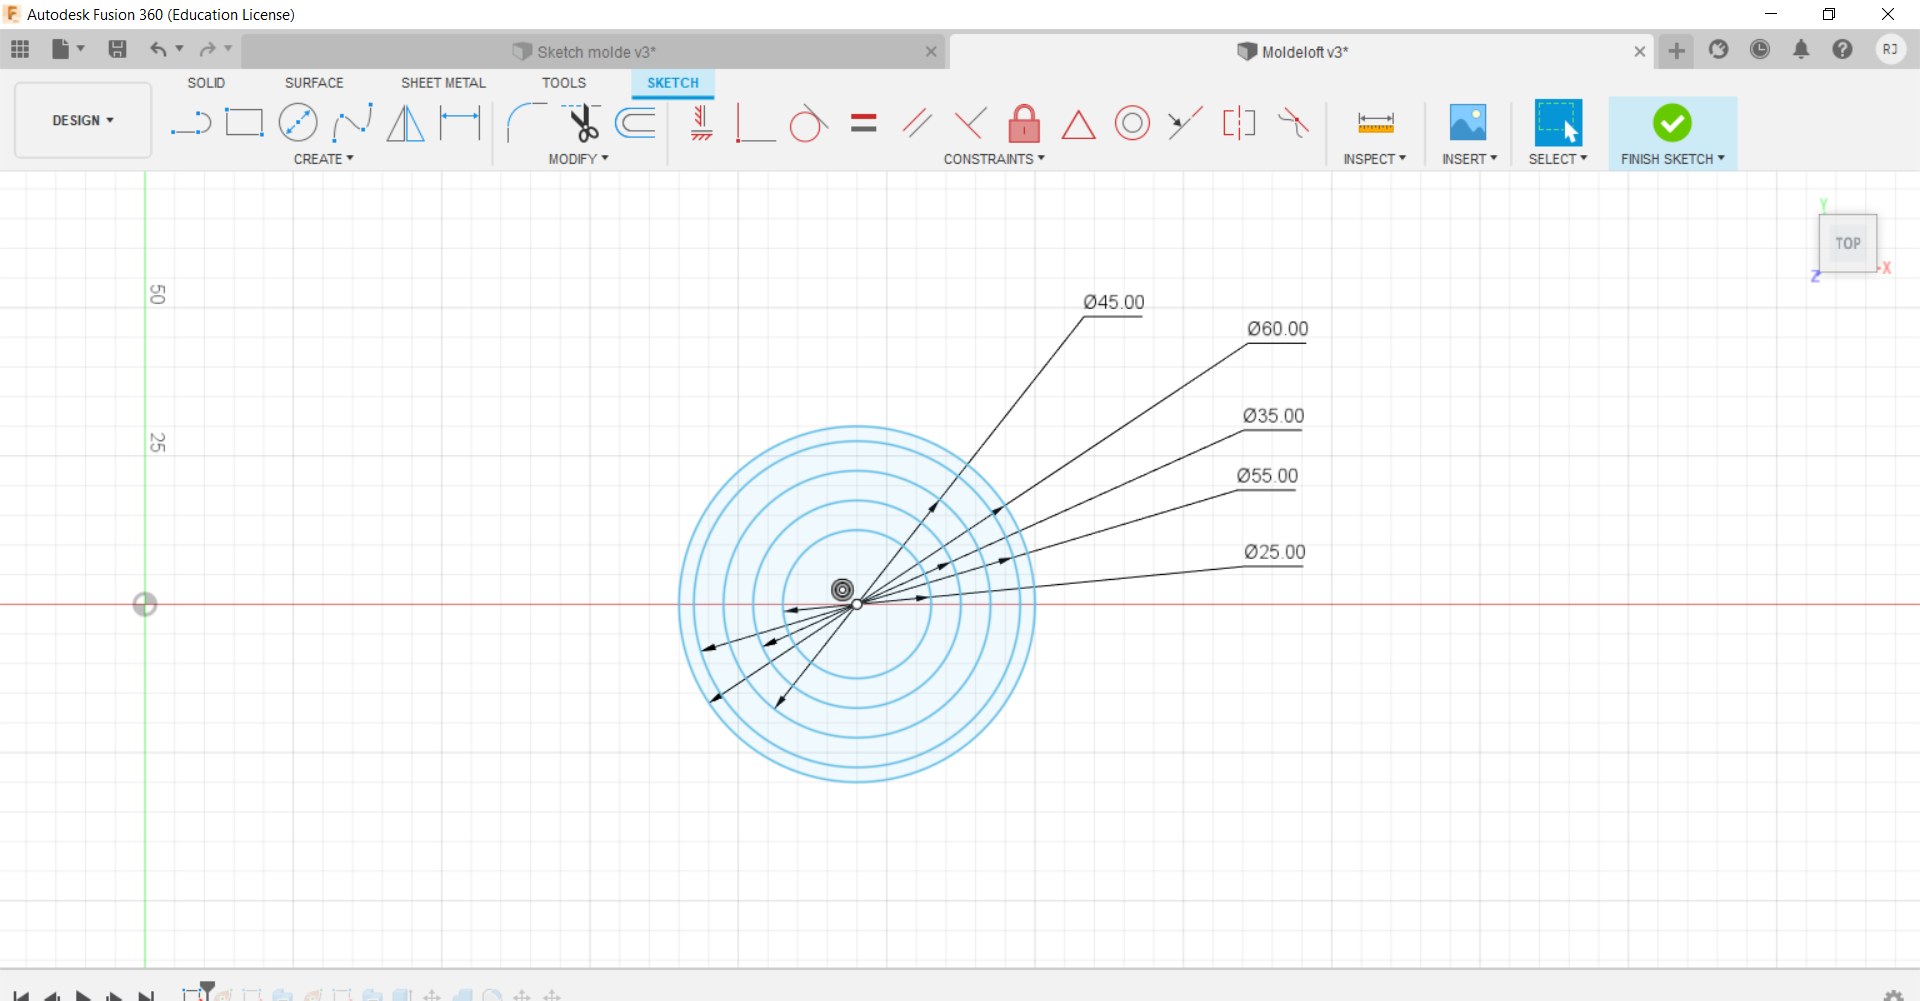 Autodesk Fusion 360 (Education License)
Sketch molde v3*
Moldeloft v3*
RJ
SOLID
SURFACE
SHEET METAL
TOOLS
SKETCH
DESIGN
CREATE
MODIFY
CONSTRAINTS
INSPECT
INSERT
SELECT
FINISH SKETCH
Y
TOP
Z
X
50
25
Ø45.00
Ø60.00
Ø35.00
Ø55.00
Ø25.00